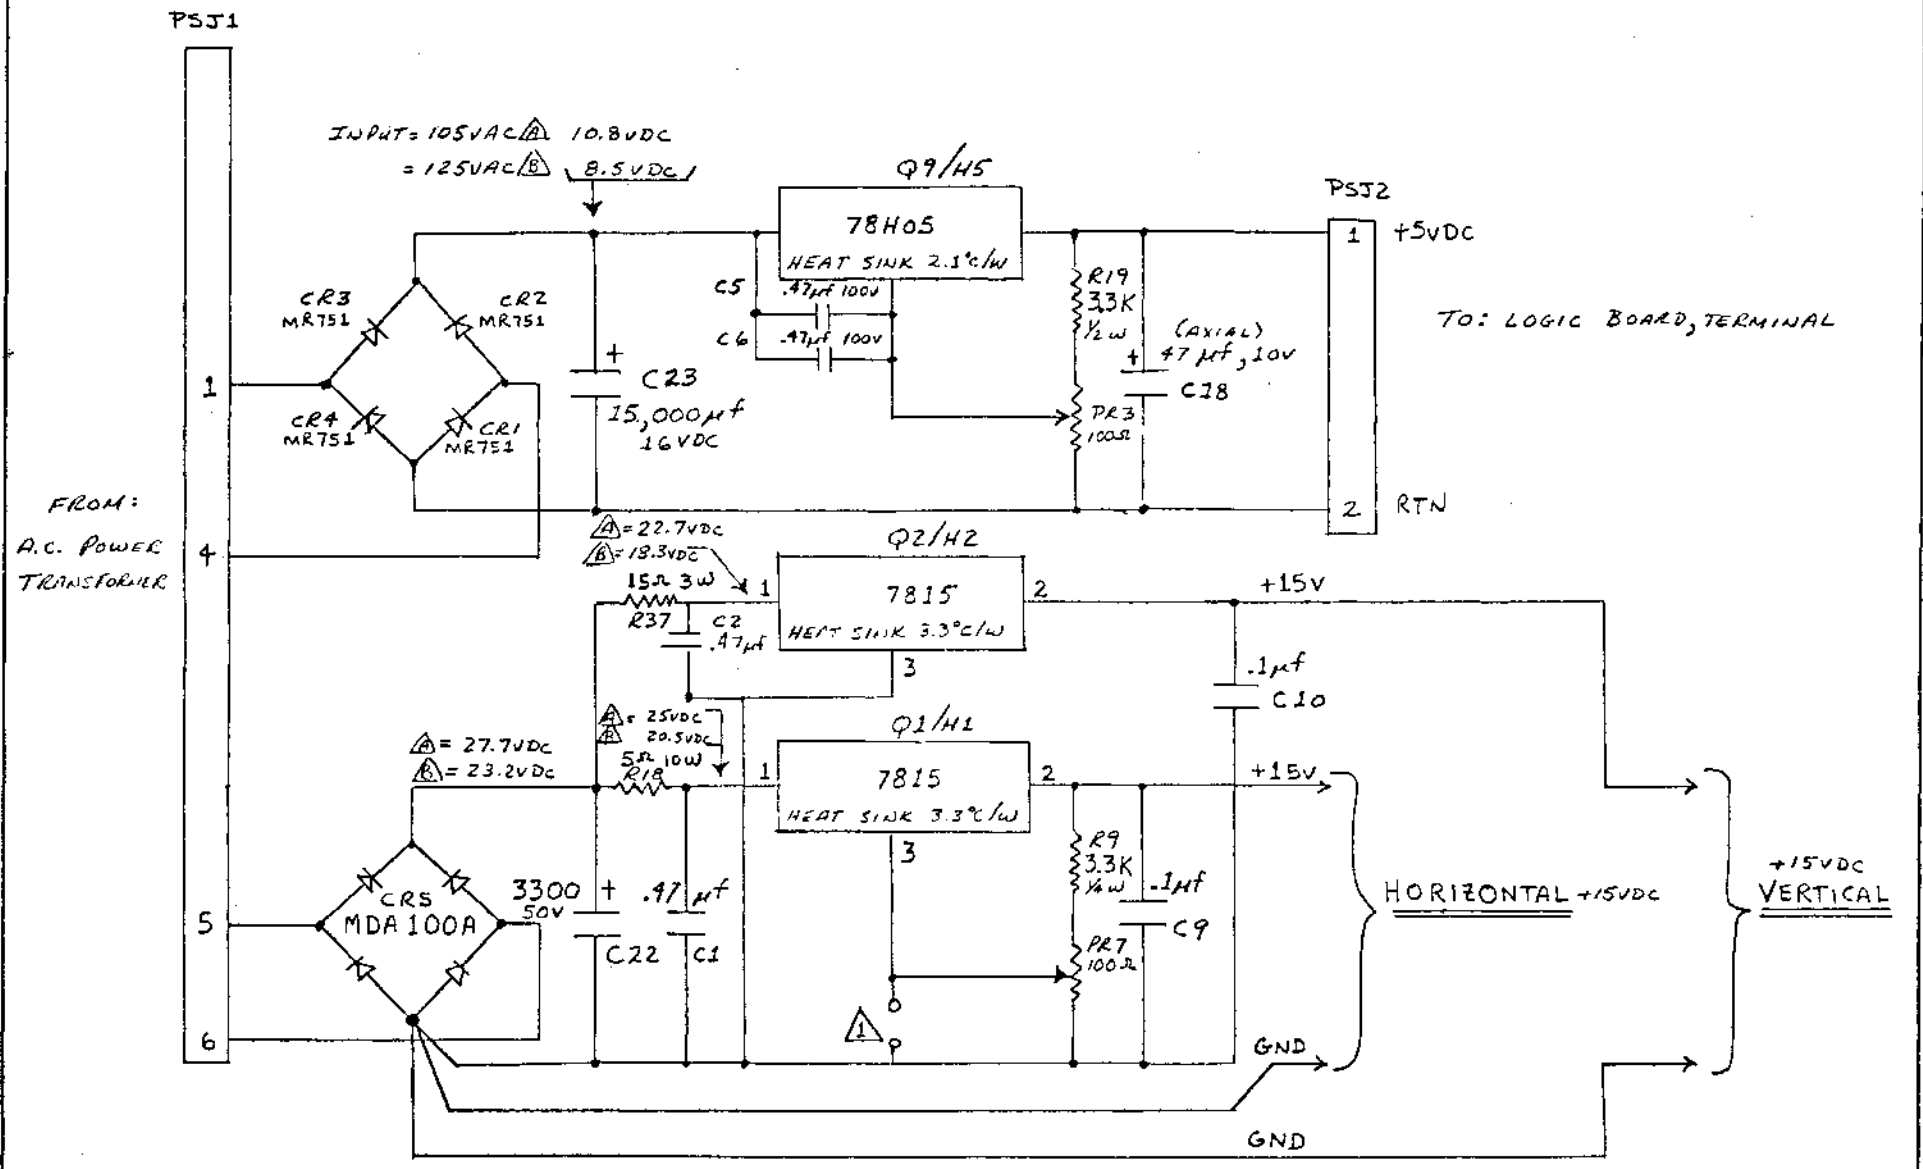 PSJ1
INPUT= 105VAC A 10.8VDC
= 125VAC B 8.5VDC
Q9/H5
78H05
HEAT SINK 2.1°C/W
PSJ2
1
+5VDC
C5
.47µf 100V
C6
.47µf 100V
R19
3.3K
1/2 W
(AXIAL)
+
47µf, 10V
C18
TO: LOGIC BOARD, TERMINAL
CR3
MR751
CR2
MR751
CR4
MR751
CR1
MR751
+
C23
15,000µf
16VDC
PR3
100Ω
1
4
FROM:
A.C. POWER
TRANSFORMER
2
RTN
A = 22.7VDC
B = 18.3VDC
Q2/H2
15Ω 3W
R37
C2
.47µf
1
7815
HEAT SINK 3.3°C/W
2
3
+15V
.1µf
C10
A = 25VDC
B 20.5VDC
5Ω 10W
R18
Q1/H1
1
7815
HEAT SINK 3.3°C/W
2
3
+15V
A = 27.7VDC
B = 23.2VDC
CR5
MDA100A
3300
50V
+
C22
.47µf
C1
R9
3.3K
1/4 W
.1µf
C9
PR7
100Ω
HORIZONTAL +15VDC
+15VDC
VERTICAL
5
6
1
GND
GND